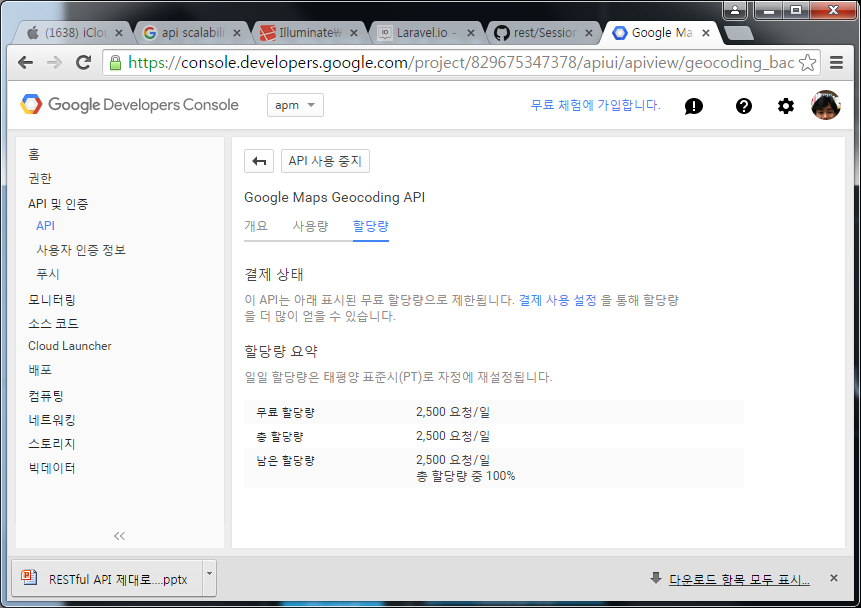 (1638) iClou
api scalabili
Illuminate₩
Laravel.io -
rest/Session
Google Ma
https://console.developers.google.com/project/829675347378/apiui/apiview/geocoding_bac
Google Developers Console
apm
무료 체험에 가입합니다.
홈
권한
API 및 인증
API
사용자 인증 정보
푸시
모니터링
소스 코드
Cloud Launcher
배포
컴퓨팅
네트워킹
스토리지
빅데이터
API 사용 중지
Google Maps Geocoding API
개요 사용량 할당량
결제 상태
이 API는 아래 표시된 무료 할당량으로 제한됩니다. 결제 사용 설정 을 통해 할당량
을 더 많이 얻을 수 있습니다.
할당량 요약
일일 할당량은 태평양 표준시(PT)로 자정에 재설정됩니다.
무료 할당량 2,500 요청/일
총 할당량 2,500 요청/일
남은 할당량 2,500 요청/일
총 할당량 중 100%
RESTful API 제대로....pptx
다운로드 항목 모두 표시...